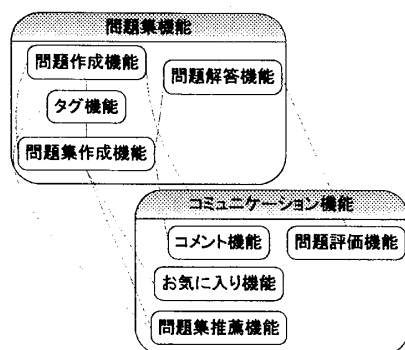 問題集機能
問題作成機能
問題解答機能
タグ機能
問題集作成機能
コミュニケーション機能
コメント機能
問題評価機能
お気に入り機能
問題集推薦機能